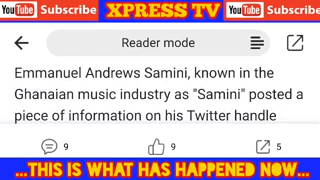 YouTube Subscribe XPRESS TV YouTube Subscribe
Reader mode
Emmanuel Andrews Samini, known in the
Ghanaian music industry as "Samini" posted a
piece of information on his Twitter handle
9 9 5
...THIS IS WHAT HAS HAPPENED NOW...